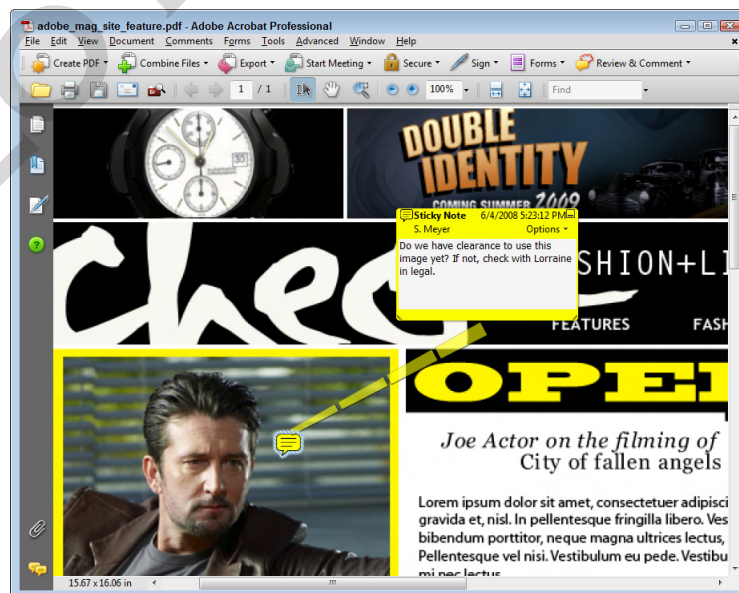 adobe_mag_site_feature.pdf - Adobe Acrobat Professional
File Edit View Document Comments Forms Tools Advanced Window Help
Create PDF Combine Files Export Start Meeting Secure Sign Forms Review & Comment
1 / 1 100% Find
30
DOUBLE
IDENTITY
COMING SUMMER 2009
Sticky Note 6/4/2008 5:23:12 PM
S. Meyer Options
Do we have clearance to use this
image yet? If not, check with Lorraine
in legal.
SHION+LI
FEATURES FASH
OPE
Joe Actor on the filming of
City of fallen angels
Lorem ipsum dolor sit amet, consectetuer adipisci
gravida et, nisl. In pellentesque fringilla libero. Ves
bibendum porttitor, neque magna ultrices lectus,
Pellentesque vel nisi. Vestibulum eu pede. Vestibu
mi nec lectus
15.67 x 16.06 in